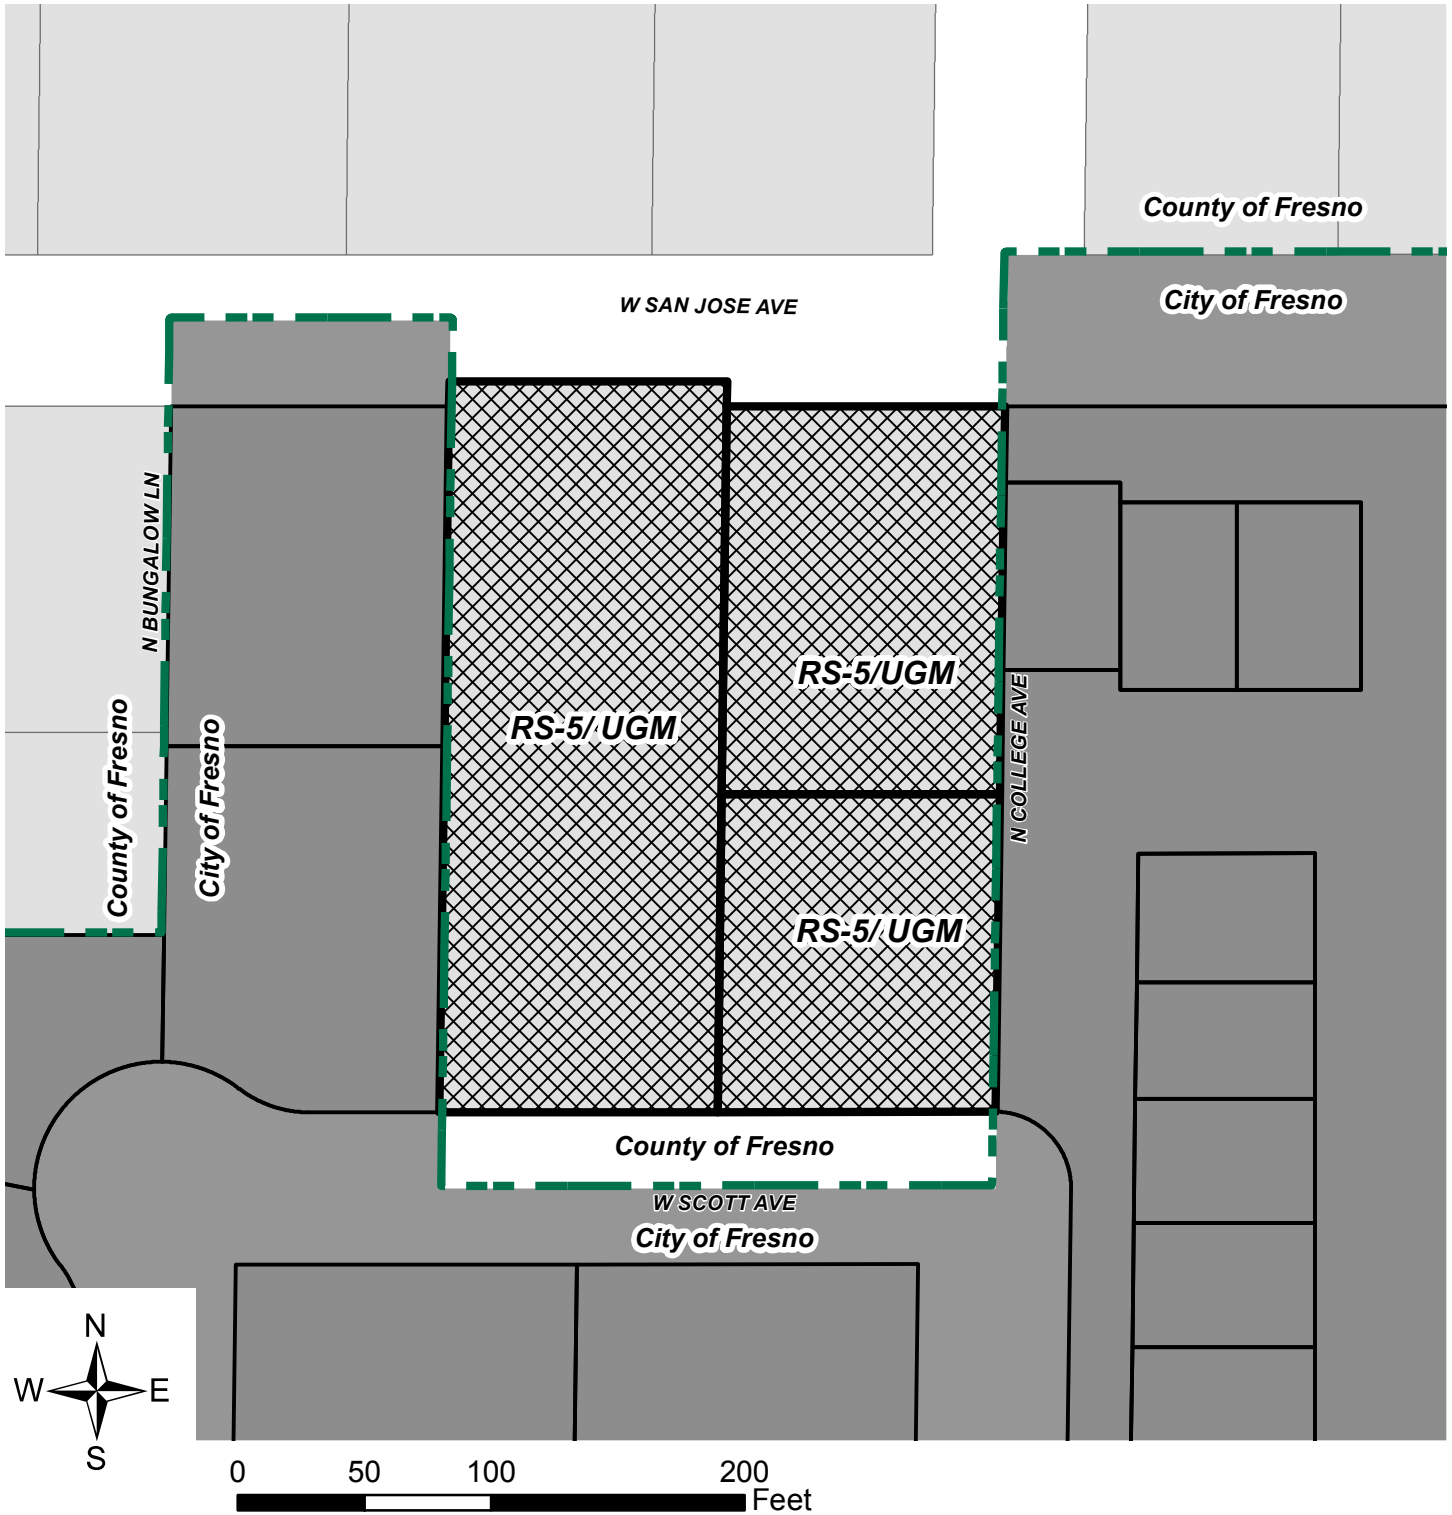 County of Fresno
City of Fresno
W SAN JOSE AVE
N BUNGALOW LN
RS-5/UGM
RS-5/UGM
N COLLEGE AVE
County of Fresno
City of Fresno
RS-5/UGM
County of Fresno
W SCOTT AVE
City of Fresno
N
W E
S
0 50 100 200
Feet